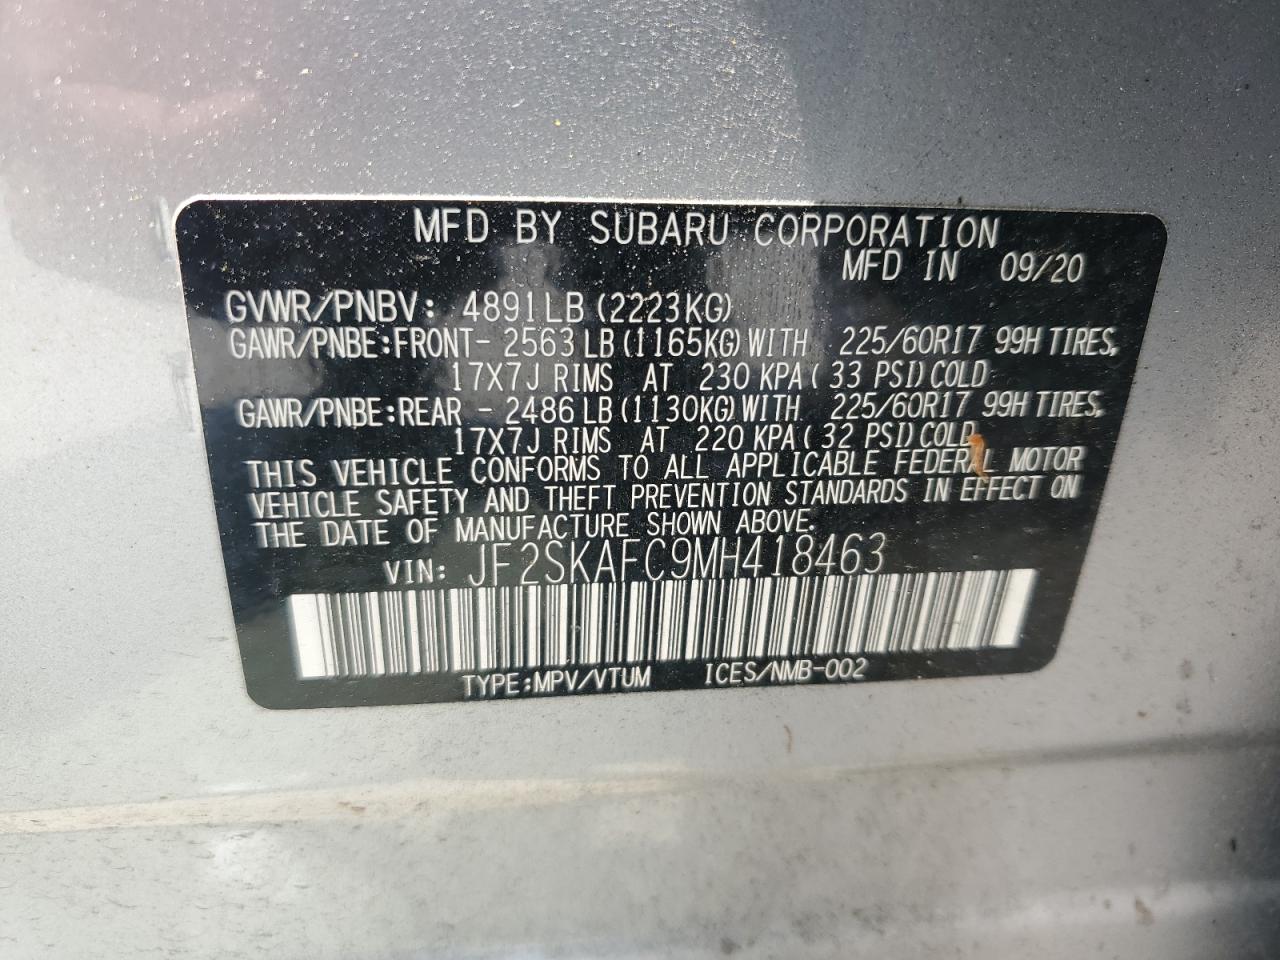 MFD BY SUBARU CORPORATION
MFD IN 09/20
GVWR/PNBV: 4891LB (2223KG)
GAWR/PNBE:FRONT- 2563 LB (1165KG) WITH 225/60R17 99H TIRES,
17X7J RIMS AT 230 KPA ( 33 PSI) COLD
GAWR/PNBE:REAR - 2486 LB (1130KG) WITH 225/60R17 99H TIRES,
17X7J RIMS AT 220 KPA ( 32 PSI) COLD
THIS VEHICLE CONFORMS TO ALL APPLICABLE FEDERAL MOTOR
VEHICLE SAFETY AND THEFT PREVENTION STANDARDS IN EFFECT ON
THE DATE OF MANUFACTURE SHOWN ABOVE.
VIN: JF2SKAFC9MH418463
TYPE:MPV/VTUM ICES/NMB-002